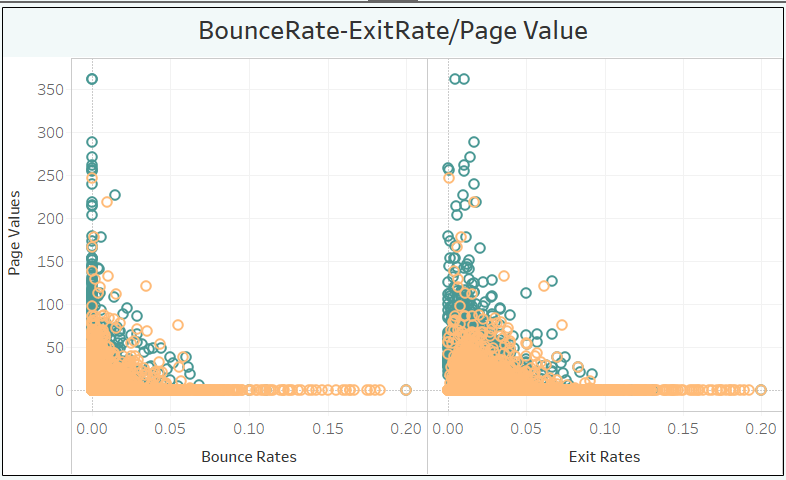 BounceRate-ExitRate/Page Value
Page Values
350
300
250
200
150
100
50
0
0.00 0.05 0.10 0.15 0.20 0.00 0.05 0.10 0.15 0.20
Bounce Rates Exit Rates